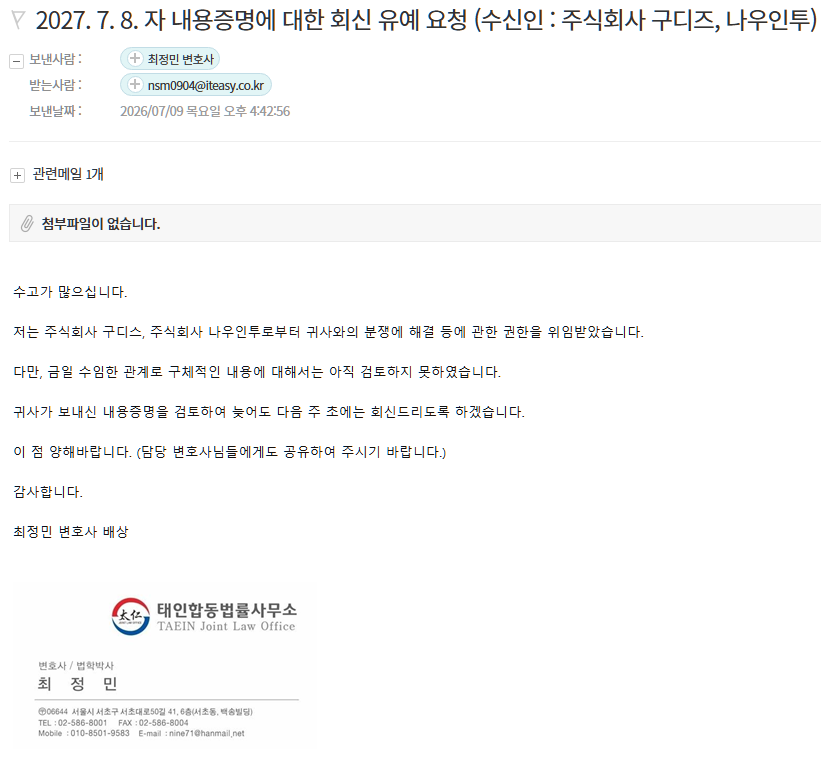 2027. 7. 8. 자 내용증명에 대한 회신 유예 요청 (수신인 : 주식회사 구디즈, 나우인투)
보낸사람 : 최정민 변호사
받는사람 : nsm0904@iteasy.co.kr
보낸날짜 : 2026/07/09 목요일 오후 4:42:56
관련메일 1개
첨부파일이 없습니다.
수고가 많으십니다.
저는 주식회사 구디스, 주식회사 나우인투로부터 귀사와의 분쟁에 해결 등에 관한 권한을 위임받았습니다.
다만, 금일 수임한 관계로 구체적인 내용에 대해서는 아직 검토하지 못하였습니다.
귀사가 보내신 내용증명을 검토하여 늦어도 다음 주 초에는 회신드리도록 하겠습니다.
이 점 양해바랍니다. (담당 변호사님들에게도 공유하여 주시기 바랍니다.)
감사합니다.
최정민 변호사 배상
太仁 태인합동법률사무소
TAEIN Joint Law Office
변호사 / 법학박사
최 정 민
㉾06644 서울시 서초구 서초대로50길 41, 6층(서초동, 백송빌딩)
TEL : 02-586-8001 FAX : 02-586-8004
Mobile : 010-8501-9583 E-mail : nine71@hanmail.net